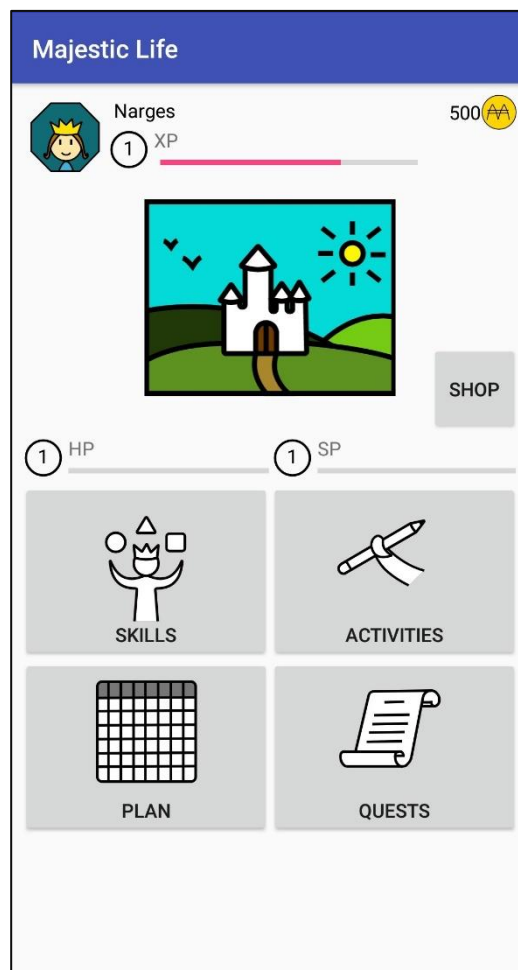 Majestic Life
Narges
500
1 XP
SHOP
1 HP
1 SP
SKILLS
ACTIVITIES
PLAN
QUESTS